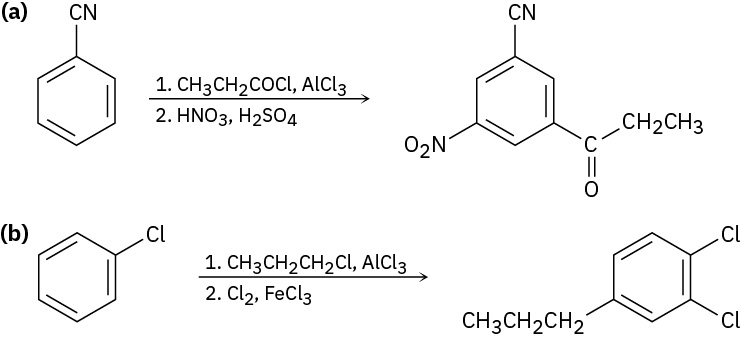 (a)
CN
1. CH₃CH₂COCl, AlCl₃
2. HNO₃, H₂SO₄
CN
O₂N
C
CH₂CH₃
O
(b)
Cl
1. CH₃CH₂CH₂Cl, AlCl₃
2. Cl₂, FeCl₃
Cl
Cl
CH₃CH₂CH₂